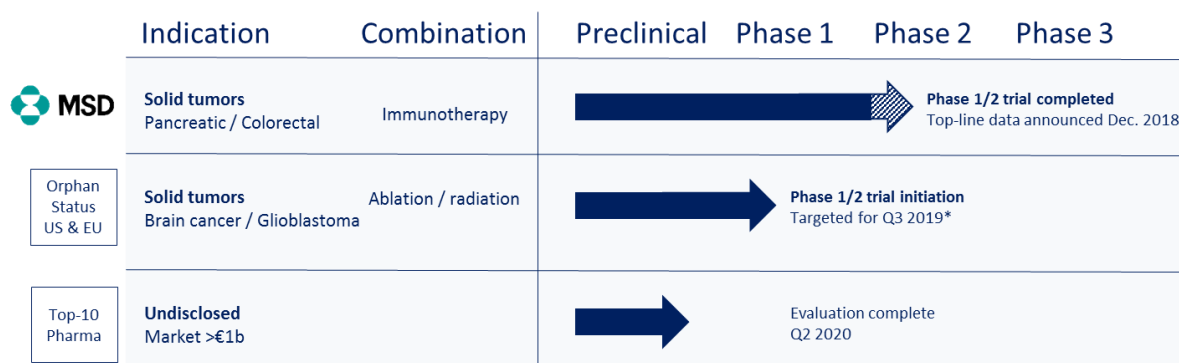 Indication Combination Preclinical Phase 1 Phase 2 Phase 3
MSD
Solid tumors
Pancreatic / Colorectal
Immunotherapy
Phase 1/2 trial completed
Top-line data announced Dec. 2018
Orphan
Status
US & EU
Solid tumors
Brain cancer / Glioblastoma
Ablation / radiation
Phase 1/2 trial initiation
Targeted for Q3 2019*
Top-10
Pharma
Undisclosed
Market >€1b
Evaluation complete
Q2 2020